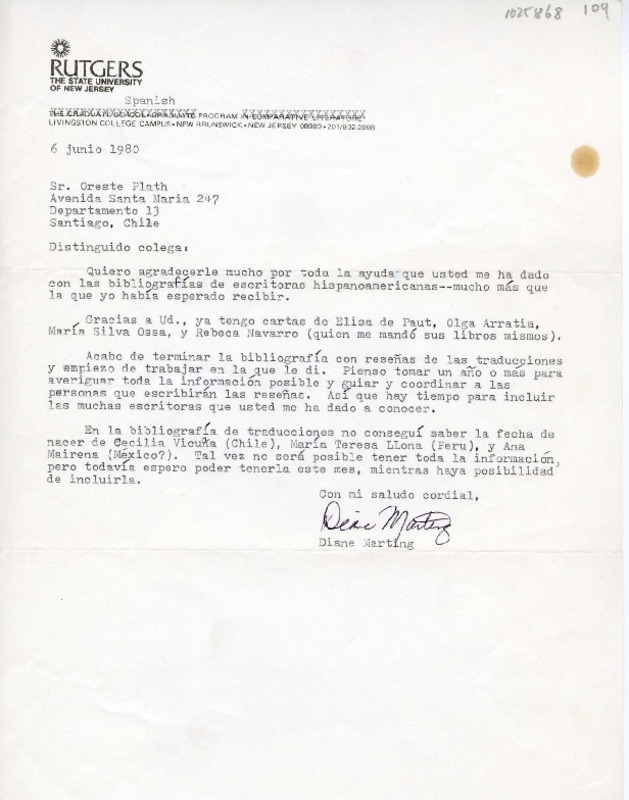 1025868 109
RUTGERS
THE STATE UNIVERSITY
OF NEW JERSEY
Spanish
THE GRADUATE SCHOOL • GRADUATE PROGRAM IN COMPARATIVE LITERATURE •
LIVINGSTON COLLEGE CAMPUS • NEW BRUNSWICK • NEW JERSEY 08903 • 201/932-
6 junio 1980
Sr. Oreste Plath
Avenida Santa Maria 247
Departamento 13
Santiago, Chile
Distinguido colega:
Quiero agradecerle mucho por toda la ayuda que usted me ha dado
con las bibliografías de escritoras hispanoamericanas--mucho más que
la que yo había esperado recibir.
Gracias a Ud., ya tengo cartas de Elisa de Paut, Olga Arratia,
María Silva Ossa, y Rebeca Navarro (quien me mandó sus libros mismos).
Acabo de terminar la bibliografía con reseñas de las traducciones
y empiezo de trabajar en la que le di. Pienso tomar un año o más para
averiguar toda la información posible y guiar y coordinar a las
personas que escribirán las reseñas. Así que hay tiempo para incluir
las muchas escritoras que usted me ha dado a conocer.
En la bibliografía de traducciones no conseguí saber la fecha de
nacer de Cecilia Vicuña (Chile), María Teresa LLona (Peru), y Ana
Mairena (México?). Tal vez no será posible tener toda la información,
pero todavía espero poder tenerla este mes, mientras haya posibilidad
de incluirla.
Con mi saludo cordial,
Diane Marting
Diane Marting